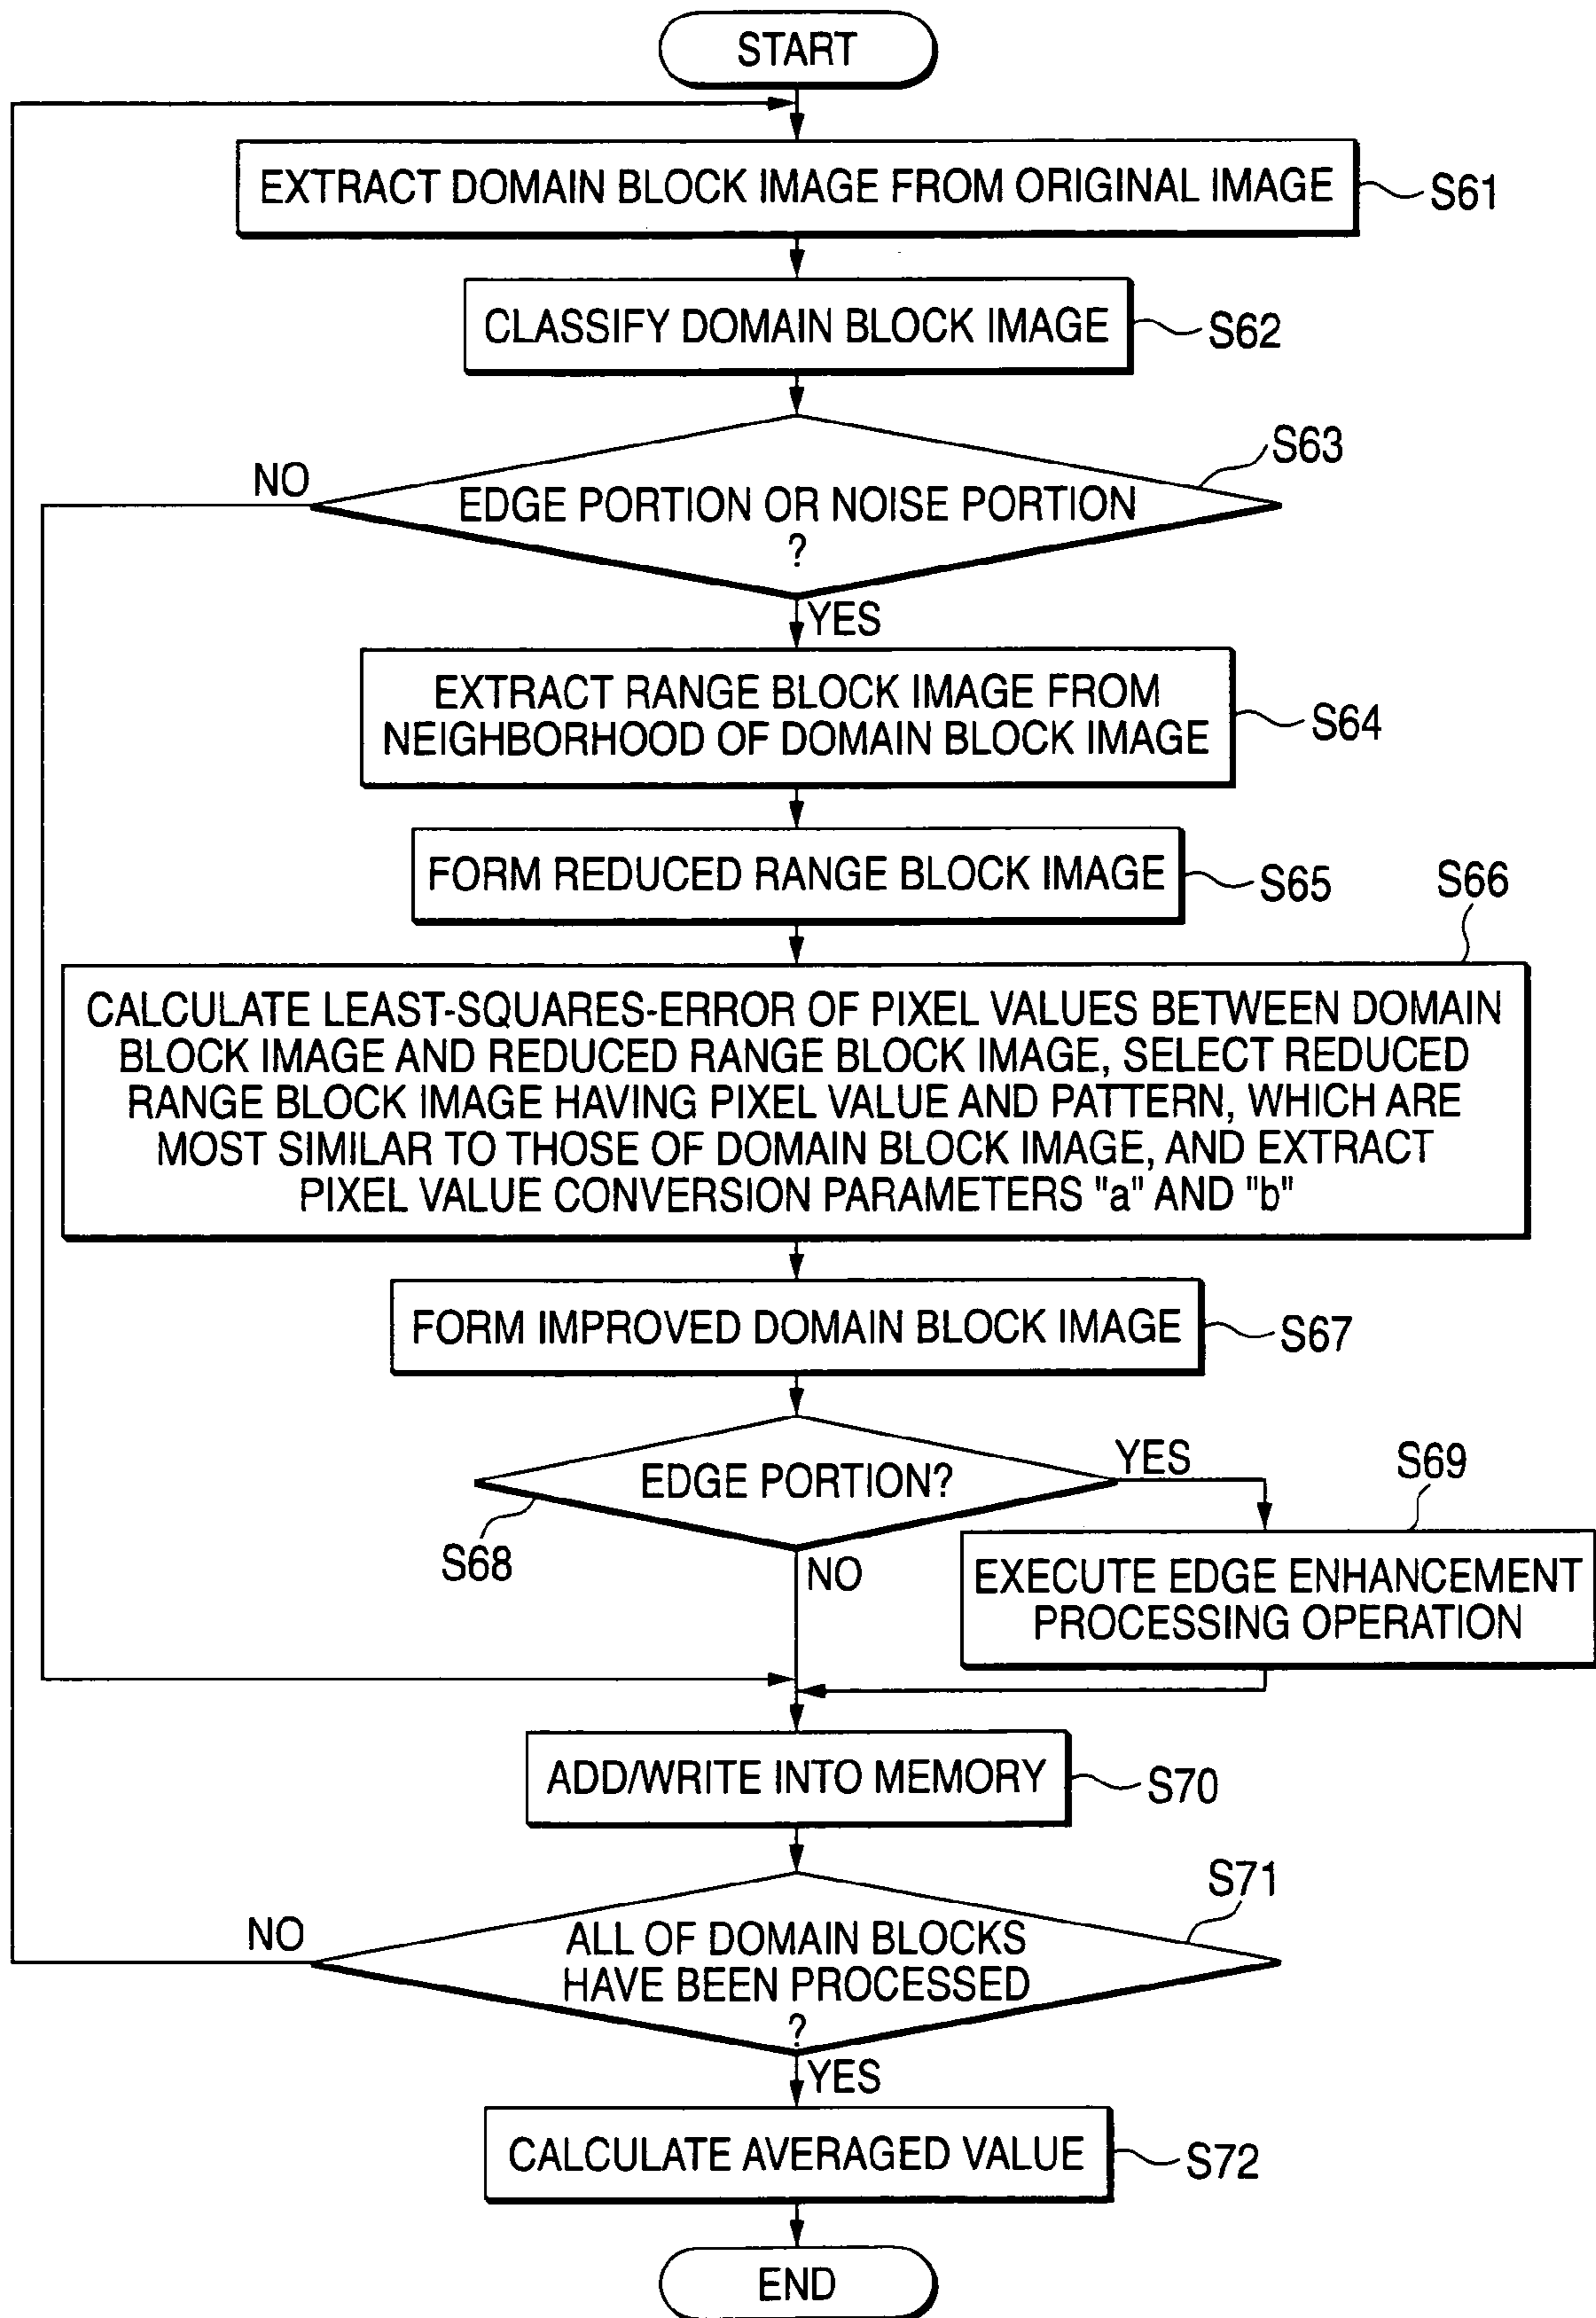 START
EXTRACT DOMAIN BLOCK IMAGE FROM ORIGINAL IMAGE
S61
CLASSIFY DOMAIN BLOCK IMAGE
S62
S63
NO
EDGE PORTION OR NOISE PORTION
?
YES
EXTRACT RANGE BLOCK IMAGE FROM
NEIGHBORHOOD OF DOMAIN BLOCK IMAGE
S64
FORM REDUCED RANGE BLOCK IMAGE
S65
S66
CALCULATE LEAST-SQUARES-ERROR OF PIXEL VALUES BETWEEN DOMAIN
BLOCK IMAGE AND REDUCED RANGE BLOCK IMAGE, SELECT REDUCED
RANGE BLOCK IMAGE HAVING PIXEL VALUE AND PATTERN, WHICH ARE
MOST SIMILAR TO THOSE OF DOMAIN BLOCK IMAGE, AND EXTRACT
PIXEL VALUE CONVERSION PARAMETERS "a" AND "b"
FORM IMPROVED DOMAIN BLOCK IMAGE
S67
EDGE PORTION?
YES
S69
S68
NO
EXECUTE EDGE ENHANCEMENT
PROCESSING OPERATION
ADD/WRITE INTO MEMORY
S70
S71
NO
ALL OF DOMAIN BLOCKS
HAVE BEEN PROCESSED
?
YES
CALCULATE AVERAGED VALUE
S72
END